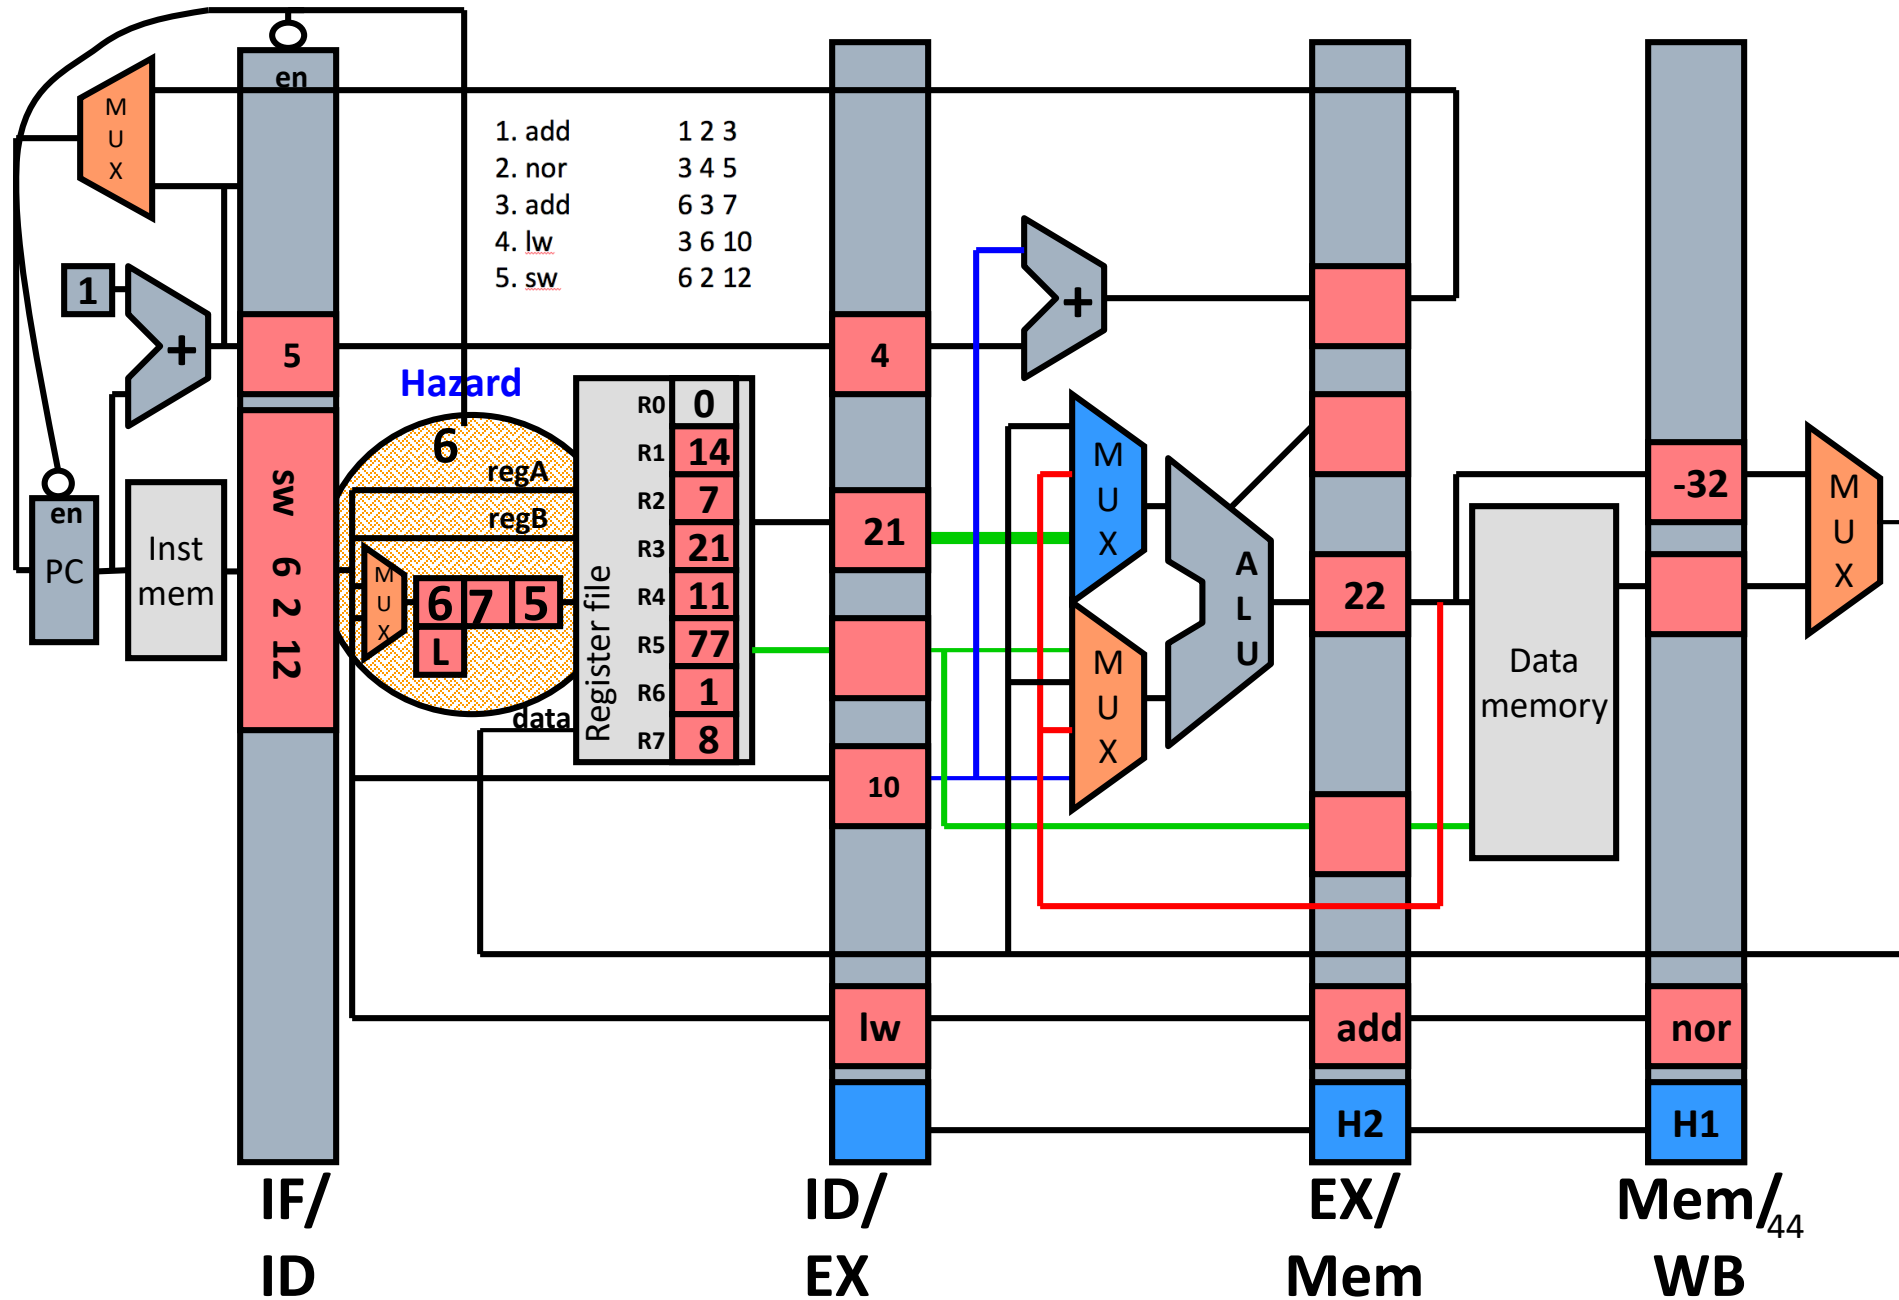 en
M
U
X
1. add 1 2 3
2. nor 3 4 5
3. add 6 3 7
4. lw 3 6 10
5. sw 6 2 12
1
+
5
4
+
Hazard
6
regA
regB
R0 0
R1 14
R2 7
R3 21
R4 11
R5 77
R6 1
R7 8
Register file
data
en
PC
Inst
mem
sw 6 2 12
M
U
X
6 7 5
L
21
10
M
U
X
M
U
X
A
L
U
22
-32
Data
memory
M
U
X
lw
add
nor
H2
H1
IF/
ID
ID/
EX
EX/
Mem
Mem/
WB
44